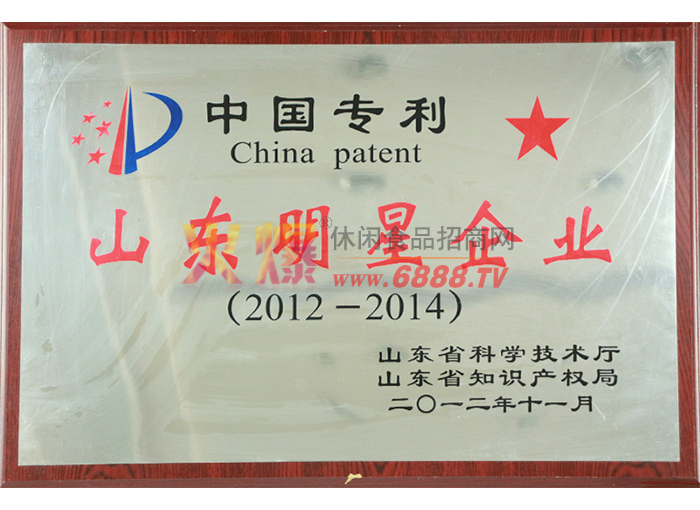 中国专利
China patent
山东明星企业
火爆®休闲食品招商网
www.6888.TV
(2012-2014)
山东省科学技术厅
山东省知识产权局
二〇一二年十一月